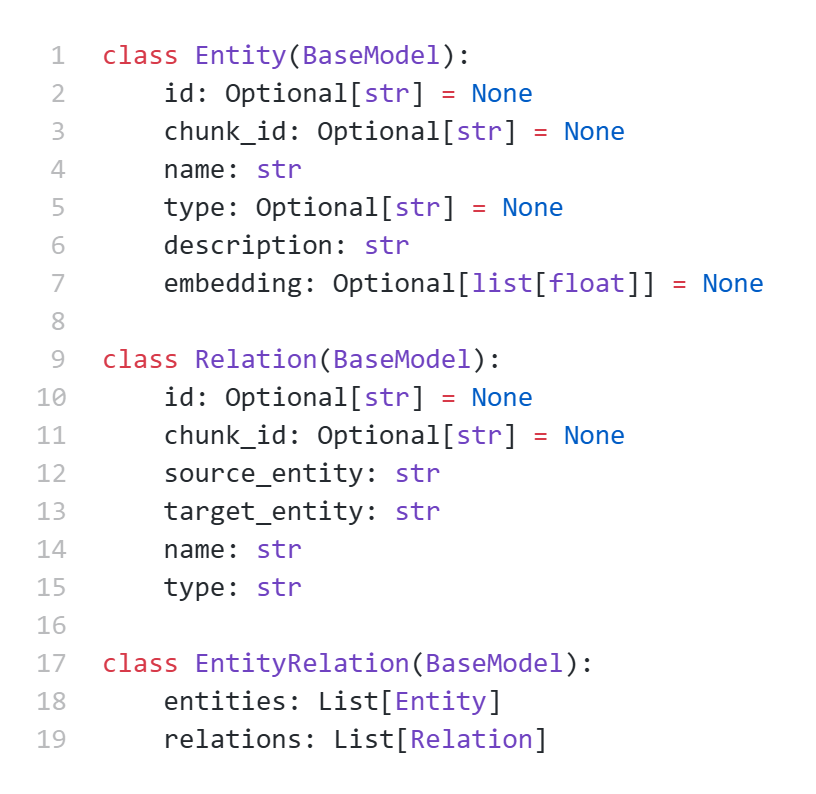 1 class Entity(BaseModel):
2     id: Optional[str] = None
3     chunk_id: Optional[str] = None
4     name: str
5     type: Optional[str] = None
6     description: str
7     embedding: Optional[list[float]] = None
8
9 class Relation(BaseModel):
10     id: Optional[str] = None
11     chunk_id: Optional[str] = None
12     source_entity: str
13     target_entity: str
14     name: str
15     type: str
16
17 class EntityRelation(BaseModel):
18     entities: List[Entity]
19     relations: List[Relation]